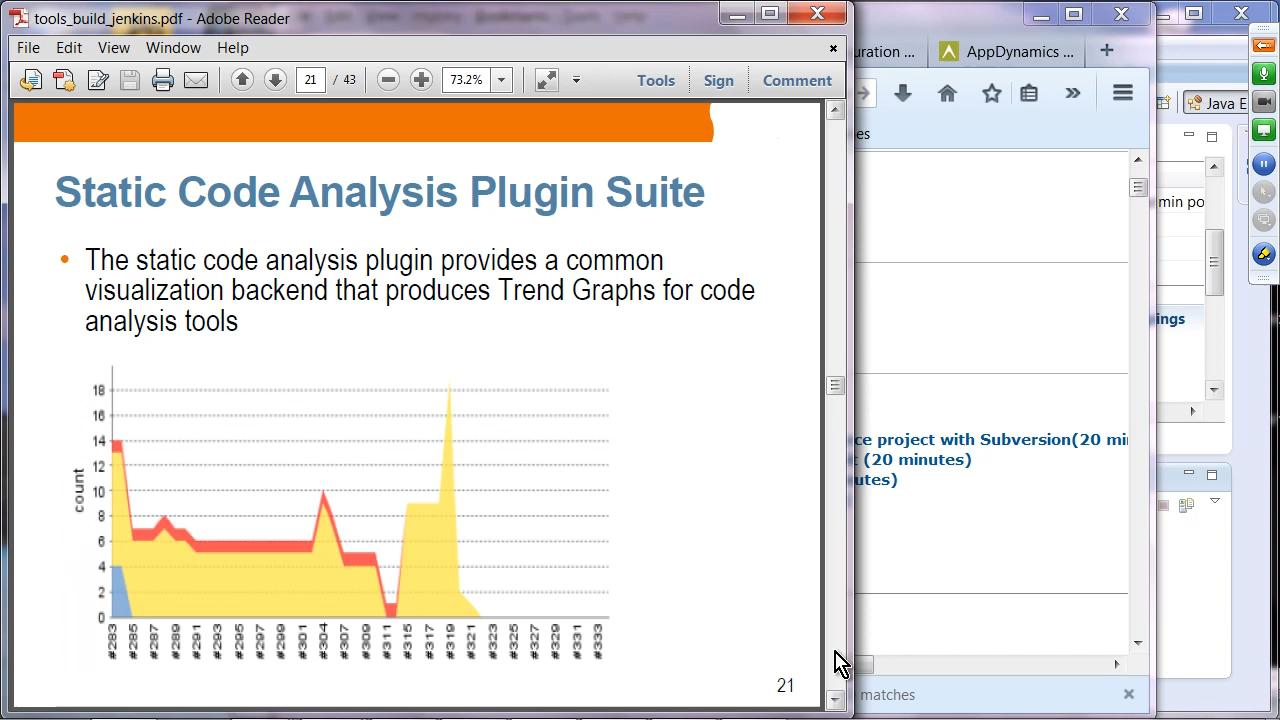 tools_build_jenkins.pdf - Adobe Reader
File Edit View Window Help
21 / 43
73.2%
Tools Sign Comment
Static Code Analysis Plugin Suite
• The static code analysis plugin provides a common
visualization backend that produces Trend Graphs for code
analysis tools
count
18
16
14
12
10
8
6
4
2
0
#283 #285 #287 #289 #291 #293 #295 #297 #299 #301 #304 #307 #309 #311 #315 #317 #319 #321 #323 #325 #327 #329 #331 #333
21
uration ...
AppDynamics ...
es
ce project with Subversion(20 mi
t (20 minutes)
utes)
matches
Java E
min po
ings